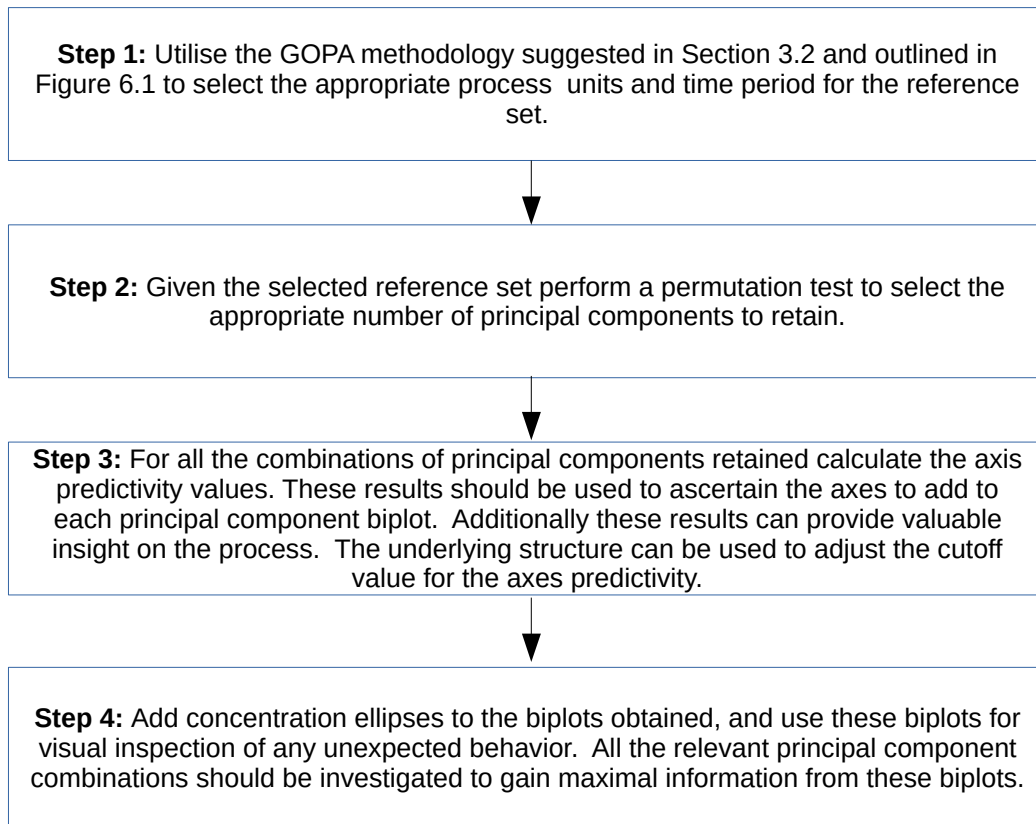 Step 1: Utilise the GOPA methodology suggested in Section 3.2 and outlined in
Figure 6.1 to select the appropriate process  units and time period for the reference
set.
Step 2: Given the selected reference set perform a permutation test to select the
appropriate number of principal components to retain.
Step 3: For all the combinations of principal components retained calculate the axis
predictivity values. These results should be used to ascertain the axes to add to
each principal component biplot.  Additionally these results can provide valuable
insight on the process.  The underlying structure can be used to adjust the cutoff
value for the axes predictivity.
Step 4: Add concentration ellipses to the biplots obtained, and use these biplots for
visual inspection of any unexpected behavior.  All the relevant principal component
combinations should be investigated to gain maximal information from these biplots.